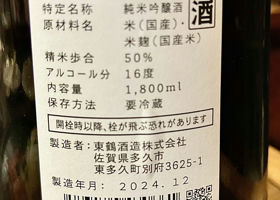 特定名称 純米吟醸酒
原材料名 米(国産)・
米麹(国産米)
精米歩合 50%
アルコール分 16度
内容量 1,800ml
保存方法 要冷蔵
酒
開栓時以降、栓が飛ぶ恐れがあります
製造者:東鶴酒造株式会社
佐賀県多久市
東多久町別府3625-1
製造年月: 2024.12